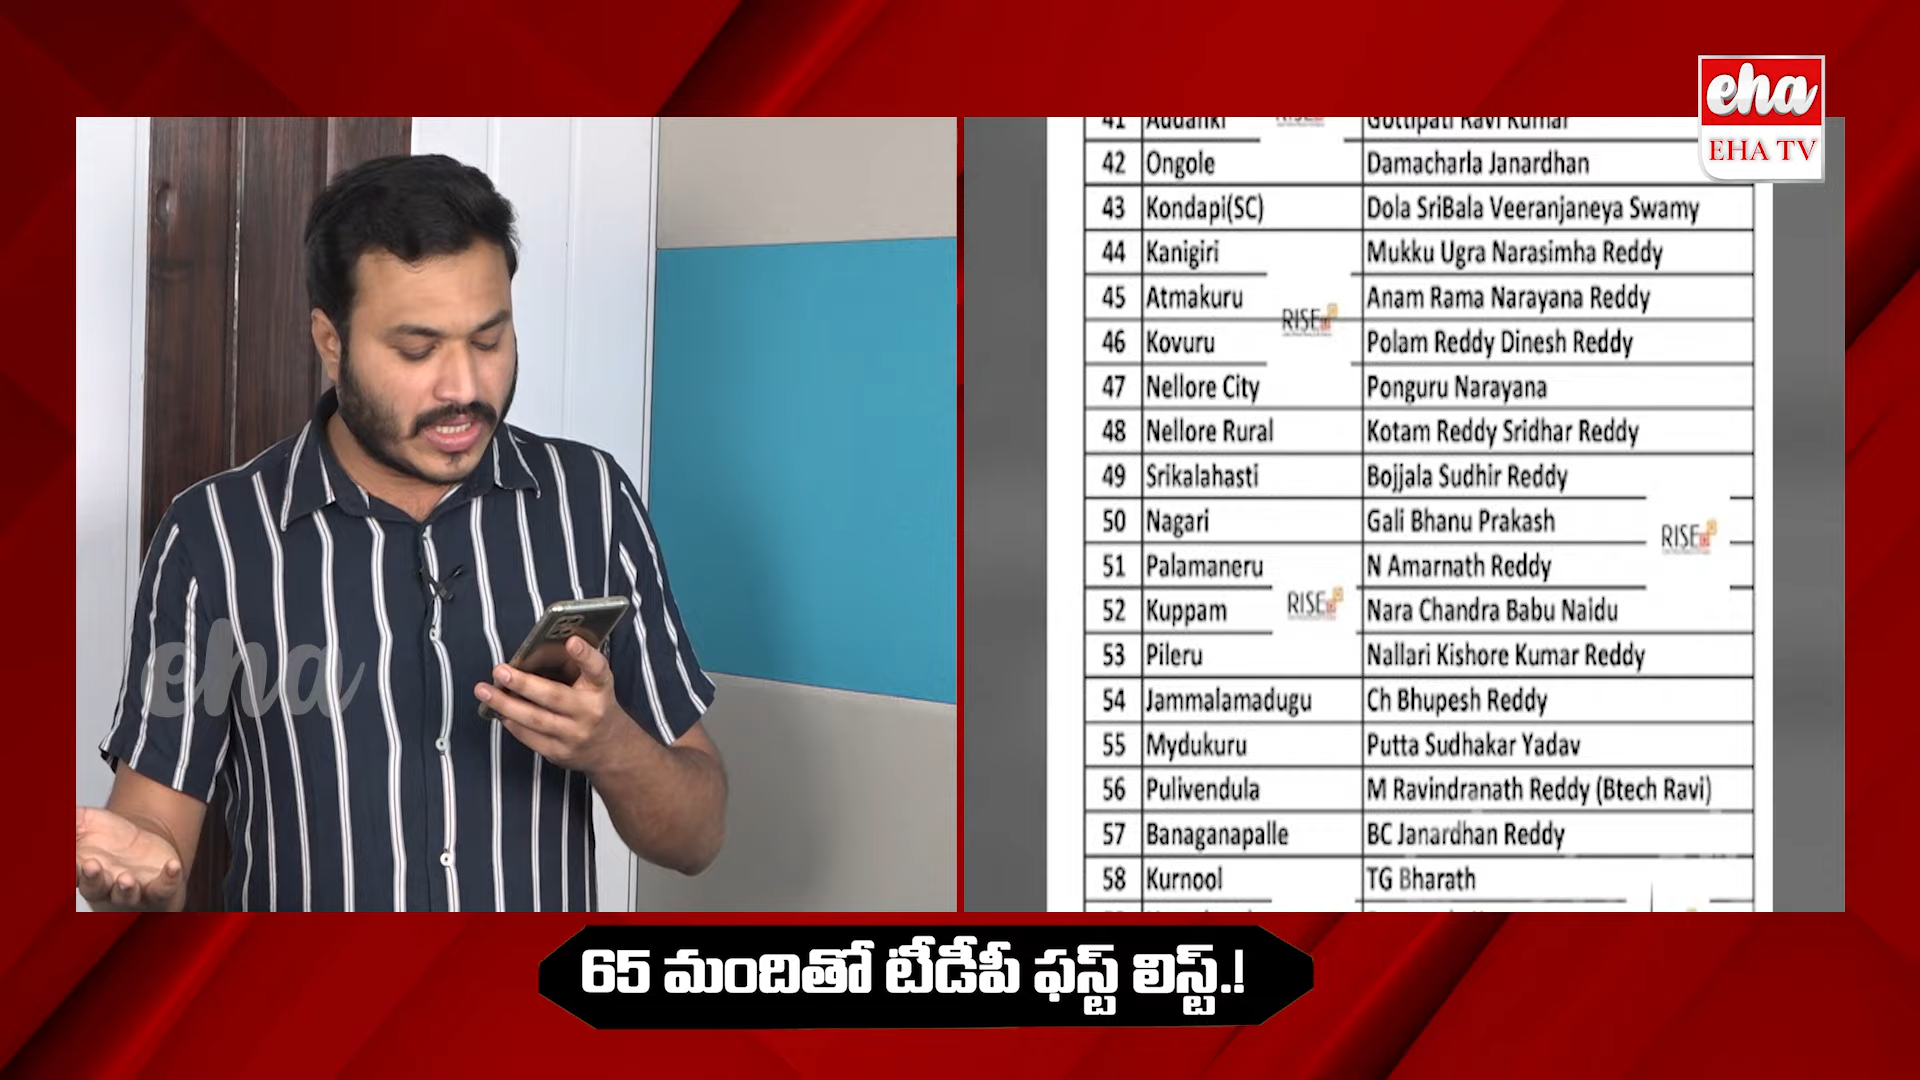 eha
EHA TV
41 Addanki Gottipati Ravi Kumar
42 Ongole Damacharla Janardhan
43 Kondapi(SC) Dola SriBala Veeranjaneya Swamy
44 Kanigiri Mukku Ugra Narasimha Reddy
45 Atmakuru Anam Rama Narayana Reddy
RISE
46 Kovuru Polam Reddy Dinesh Reddy
47 Nellore City Ponguru Narayana
48 Nellore Rural Kotam Reddy Sridhar Reddy
49 Srikalahasti Bojjala Sudhir Reddy
50 Nagari Gali Bhanu Prakash
RISE
51 Palamaneru N Amarnath Reddy
RISE
52 Kuppam Nara Chandra Babu Naidu
53 Pileru Nallari Kishore Kumar Reddy
eha
54 Jammalamadugu Ch Bhupesh Reddy
55 Mydukuru Putta Sudhakar Yadav
56 Pulivendula M Ravindranath Reddy (Btech Ravi)
57 Banaganapalle BC Janardhan Reddy
58 Kurnool TG Bharath
65 మందితో టీడీపీ ఫస్ట్ లిస్ట్.!